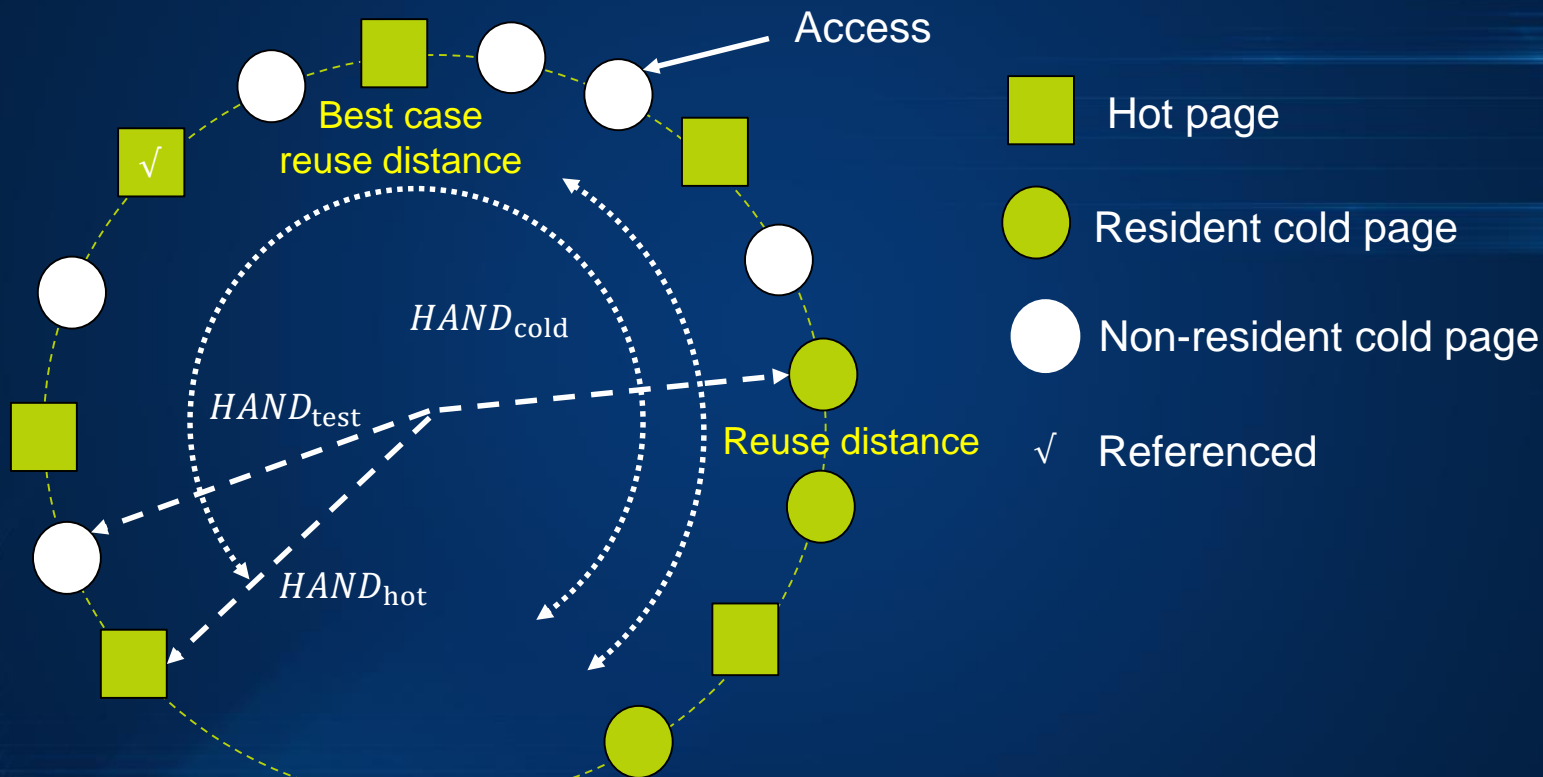 Access
Best case
reuse distance
√
HAND_cold
HAND_test
Reuse distance
HAND_hot
Hot page
Resident cold page
Non-resident cold page
√ Referenced